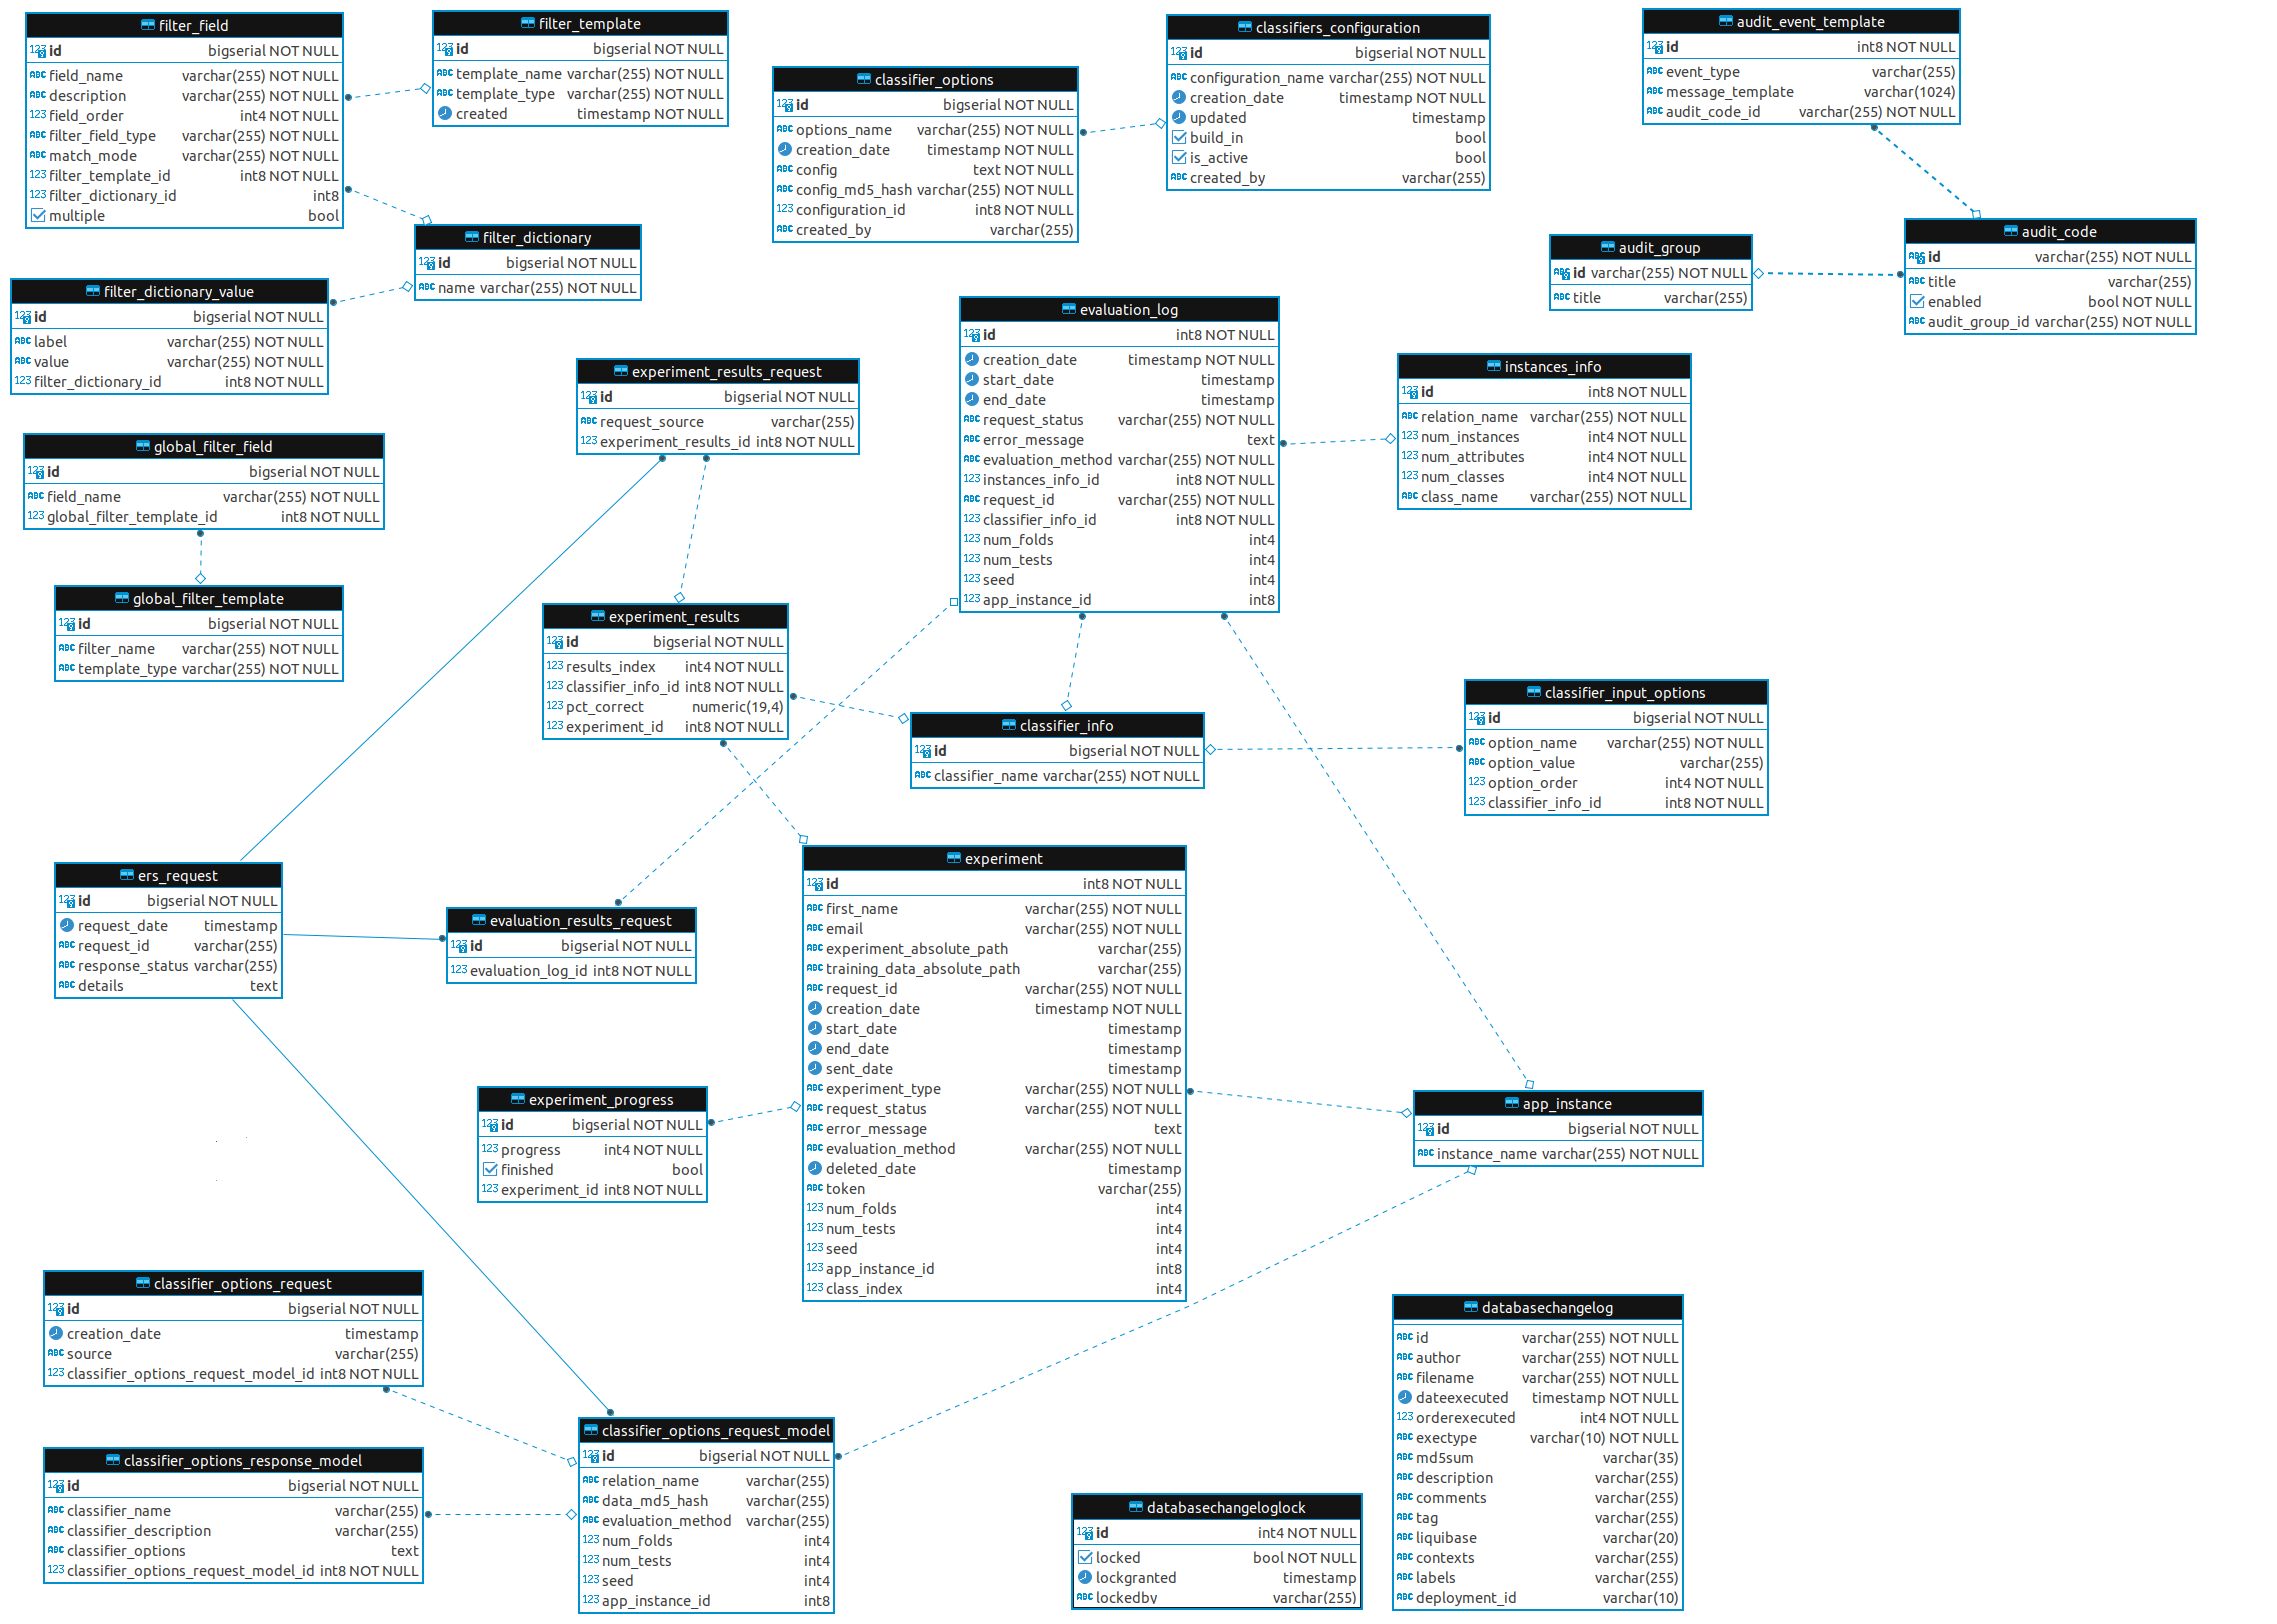 filter_field
id bigserial NOT NULL
field_name varchar(255) NOT NULL
description varchar(255) NOT NULL
field_order int4 NOT NULL
filter_field_type varchar(255) NOT NULL
match_mode varchar(255) NOT NULL
filter_template_id int8 NOT NULL
filter_dictionary_id int8
multiple bool
filter_template
id bigserial NOT NULL
template_name varchar(255) NOT NULL
template_type varchar(255) NOT NULL
created timestamp NOT NULL
classifier_options
id bigserial NOT NULL
options_name varchar(255) NOT NULL
creation_date timestamp NOT NULL
config text NOT NULL
config_md5_hash varchar(255) NOT NULL
configuration_id int8 NOT NULL
created_by varchar(255)
classifiers_configuration
id bigserial NOT NULL
configuration_name varchar(255) NOT NULL
creation_date timestamp NOT NULL
updated timestamp
build_in bool
is_active bool
created_by varchar(255)
audit_event_template
id int8 NOT NULL
event_type varchar(255)
message_template varchar(1024)
audit_code_id varchar(255) NOT NULL
filter_dictionary
id bigserial NOT NULL
name varchar(255) NOT NULL
audit_group
id varchar(255) NOT NULL
title varchar(255)
audit_code
id varchar(255) NOT NULL
title varchar(255)
enabled bool NOT NULL
audit_group_id varchar(255) NOT NULL
filter_dictionary_value
id bigserial NOT NULL
label varchar(255) NOT NULL
value varchar(255) NOT NULL
filter_dictionary_id int8 NOT NULL
experiment_results_request
id bigserial NOT NULL
request_source varchar(255)
experiment_results_id int8 NOT NULL
evaluation_log
id int8 NOT NULL
creation_date timestamp NOT NULL
start_date timestamp
end_date timestamp
request_status varchar(255) NOT NULL
error_message text
evaluation_method varchar(255) NOT NULL
instances_info_id int8 NOT NULL
request_id varchar(255) NOT NULL
classifier_info_id int8 NOT NULL
num_folds int4
num_tests int4
seed int4
app_instance_id int8
instances_info
id int8 NOT NULL
relation_name varchar(255) NOT NULL
num_instances int4 NOT NULL
num_attributes int4 NOT NULL
num_classes int4 NOT NULL
class_name varchar(255) NOT NULL
global_filter_field
id bigserial NOT NULL
field_name varchar(255) NOT NULL
global_filter_template_id int8 NOT NULL
global_filter_template
id bigserial NOT NULL
filter_name varchar(255) NOT NULL
template_type varchar(255) NOT NULL
experiment_results
id bigserial NOT NULL
results_index int4 NOT NULL
classifier_info_id int8 NOT NULL
pct_correct numeric(19,4)
experiment_id int8 NOT NULL
classifier_info
id bigserial NOT NULL
classifier_name varchar(255) NOT NULL
classifier_input_options
id bigserial NOT NULL
option_name varchar(255) NOT NULL
option_value varchar(255)
option_order int4 NOT NULL
classifier_info_id int8 NOT NULL
ers_request
id bigserial NOT NULL
request_date timestamp
request_id varchar(255)
response_status varchar(255)
details text
evaluation_results_request
id bigserial NOT NULL
evaluation_log_id int8 NOT NULL
experiment
id int8 NOT NULL
first_name varchar(255) NOT NULL
email varchar(255) NOT NULL
experiment_absolute_path varchar(255)
training_data_absolute_path varchar(255)
request_id varchar(255) NOT NULL
creation_date timestamp NOT NULL
start_date timestamp
end_date timestamp
sent_date timestamp
experiment_type varchar(255) NOT NULL
request_status varchar(255) NOT NULL
error_message text
evaluation_method varchar(255) NOT NULL
deleted_date timestamp
token varchar(255)
num_folds int4
num_tests int4
seed int4
app_instance_id int8
class_index int4
experiment_progress
id bigserial NOT NULL
progress int4 NOT NULL
finished bool
experiment_id int8 NOT NULL
app_instance
id bigserial NOT NULL
instance_name varchar(255) NOT NULL
classifier_options_request
id bigserial NOT NULL
creation_date timestamp
source varchar(255)
classifier_options_request_model_id int8 NOT NULL
classifier_options_response_model
id bigserial NOT NULL
classifier_name varchar(255)
classifier_description varchar(255)
classifier_options text
classifier_options_request_model_id int8 NOT NULL
classifier_options_request_model
id bigserial NOT NULL
relation_name varchar(255)
data_md5_hash varchar(255)
evaluation_method varchar(255)
num_folds int4
num_tests int4
seed int4
app_instance_id int8
databasechangeloglock
id int4 NOT NULL
locked bool NOT NULL
lockgranted timestamp
lockedby varchar(255)
databasechangelog
id varchar(255) NOT NULL
author varchar(255) NOT NULL
filename varchar(255) NOT NULL
dateexecuted timestamp NOT NULL
orderexecuted int4 NOT NULL
exectype varchar(10) NOT NULL
md5sum varchar(35)
description varchar(255)
comments varchar(255)
tag varchar(255)
liquibase varchar(20)
contexts varchar(255)
labels varchar(255)
deployment_id varchar(10)